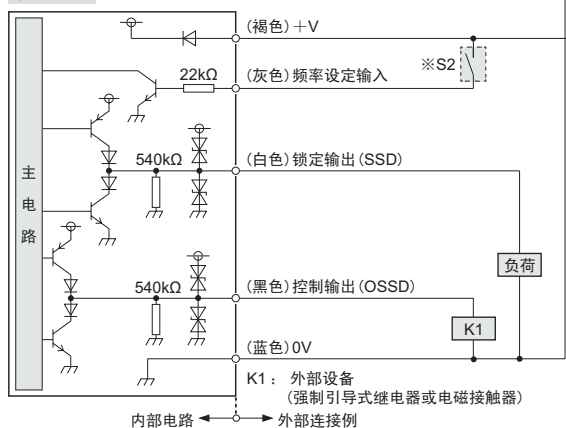 (褐色)＋V
※S2
22kΩ
(灰色)频率设定输入
540kΩ
(白色)锁定输出(SSD)
主电路
负荷
540kΩ
(黑色)控制输出(OSSD)
K1
(蓝色)0V
K1： 外部设备
(强制引导式继电器或电磁接触器)
内部电路 外部连接例